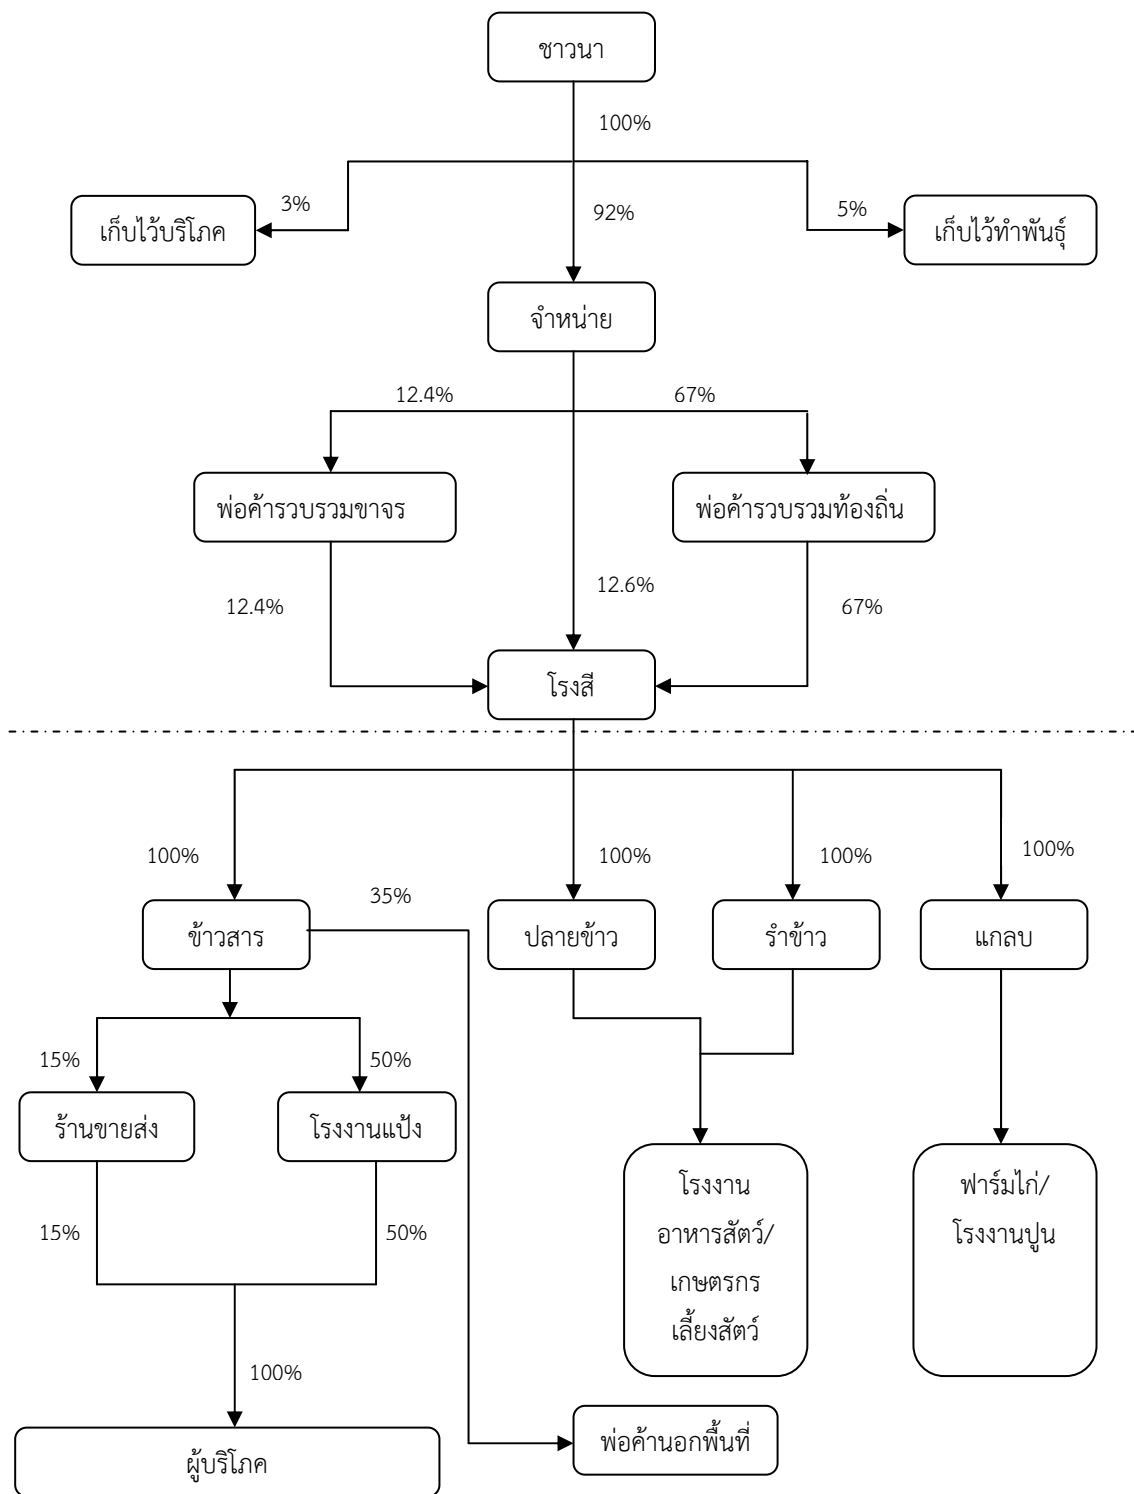 ชาวนา
100%
3%
92%
5%
เก็บไว้บริโภค
เก็บไว้ทำพันธุ์
จำหน่าย
12.4%
67%
พ่อค้ารวบรวมขาจร
พ่อค้ารวบรวมท้องถิ่น
12.4%
12.6%
67%
โรงสี
100%
35%
100%
100%
100%
ข้าวสาร
ปลายข้าว
รำข้าว
แกลบ
15%
50%
ร้านขายส่ง
โรงงานแป้ง
โรงงาน
อาหารสัตว์/
เกษตรกร
เลี้ยงสัตว์
ฟาร์มไก่/
โรงงานปูน
15%
50%
100%
พ่อค้านอกพื้นที่
ผู้บริโภค